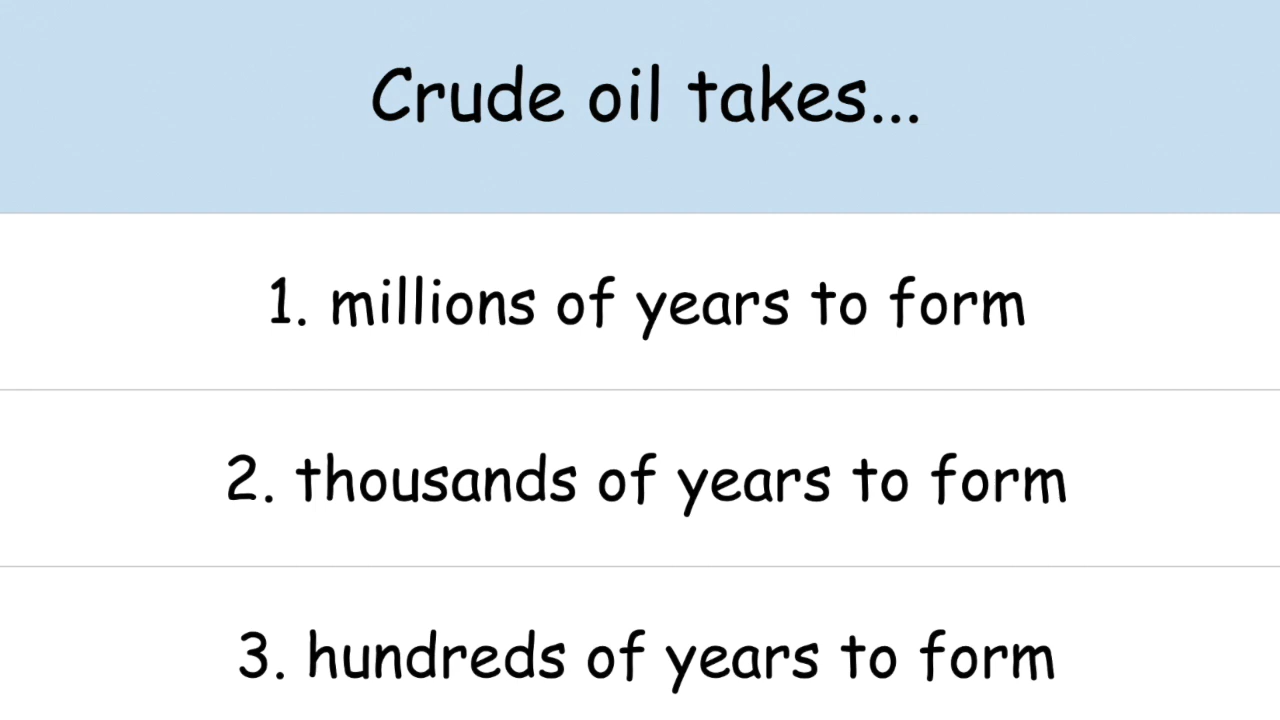 Crude oil takes...
1. millions of years to form
2. thousands of years to form
3. hundreds of years to form